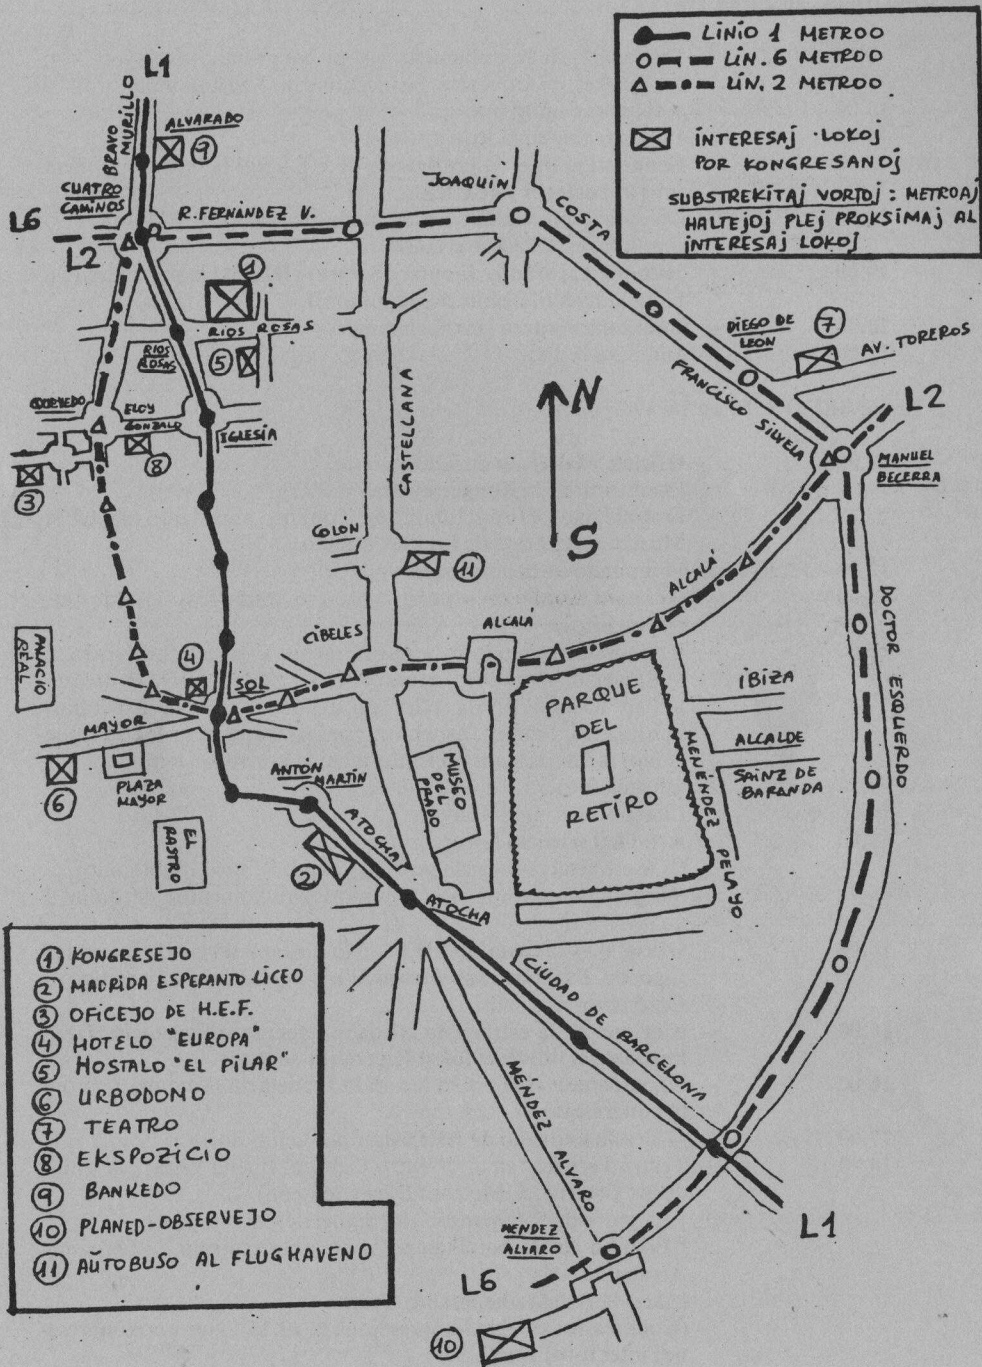 LINIO 1 METROO
LIN. 6 METROO
LIN. 2 METROO
INTERESAJ LOKOJ
POR KONGRESANOJ
SUBSTREKITAJ VORTOJ : METROAJ
HALTEJOJ PLEJ PROKSIMAJ AL
INTERESAJ LOKOJ
L1
BRAVO
MURILLO
ALVARADO
9
CUATRO
CAMINOS
L6
L2
R. FERNÁNDEZ V.
JOAQUÍN
COSTA
1
RIOS ROSAS
RIOS
ROSAS
5
DIEGO DE
LEÓN
7
AV. TOREROS
FRANCISCO SILVELA
L2
QUEVEDO
ELOY
GONZALO
IGLESIA
8
3
CASTELLANA
N
S
MANUEL
BECERRA
COLÓN
11
ALCALÁ
DOCTOR ESQUERDO
PALACIO
REAL
CIBELES
ALCALÁ
4
SOL
MAYOR
PLAZA
MAYOR
6
PARQUE
DEL
RETIRO
IBIZA
ALCALDE
SAINZ DE
BARANDA
MENÉNDEZ PELAYO
ANTÓN
MARTÍN
MUSEO
DEL
PRADO
ATOCHA
EL
RASTRO
2
ATOCHA
CIUDAD DE BARCELONA
MÉNDEZ ALVARO
MENDEZ
ALVARO
L1
L6
10
1 KONGRESEJO
2 MADRIDA ESPERANTO-LICEO
3 OFICEJO DE H.E.F.
4 HOTELO "EUROPA"
5 HOSTALO "EL PILAR"
6 URBODOMO
7 TEATRO
8 EKSPOZICIO
9 BANKEDO
10 PLANED-OBSERVEJO
11 AŬTOBUSO AL FLUGHAVENO